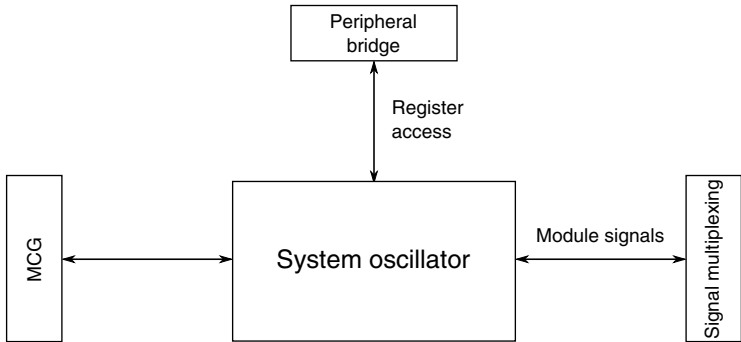 Peripheral
bridge
Register
access
MCG
System oscillator
Module signals
Signal multiplexing